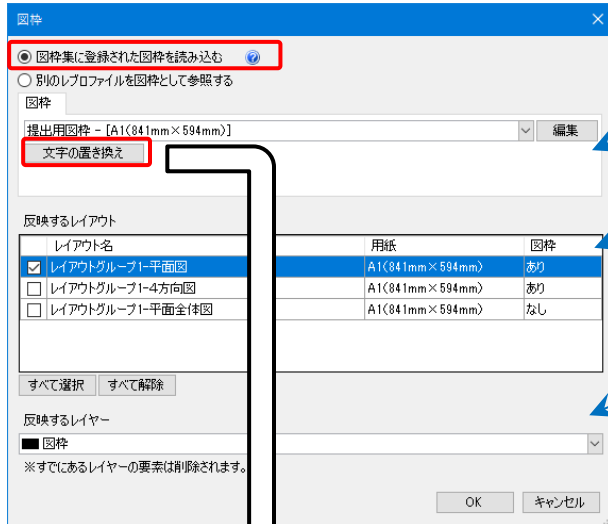 図枠
図枠集に登録された図枠を読み込む
別のレブロファイルを図枠として参照する
図枠
提出用図枠 - [A1(841mm×594mm)]
編集
文字の置き換え
反映するレイアウト
レイアウト名 用紙 図枠
レイアウトグループ1-平面図 A1(841mm×594mm) あり
レイアウトグループ1-4方向図 A1(841mm×594mm) あり
レイアウトグループ1-平面全体図 A1(841mm×594mm) なし
すべて選択 すべて解除
反映するレイヤー
図枠
※すでにあるレイヤーの要素は削除されます。
OK キャンセル